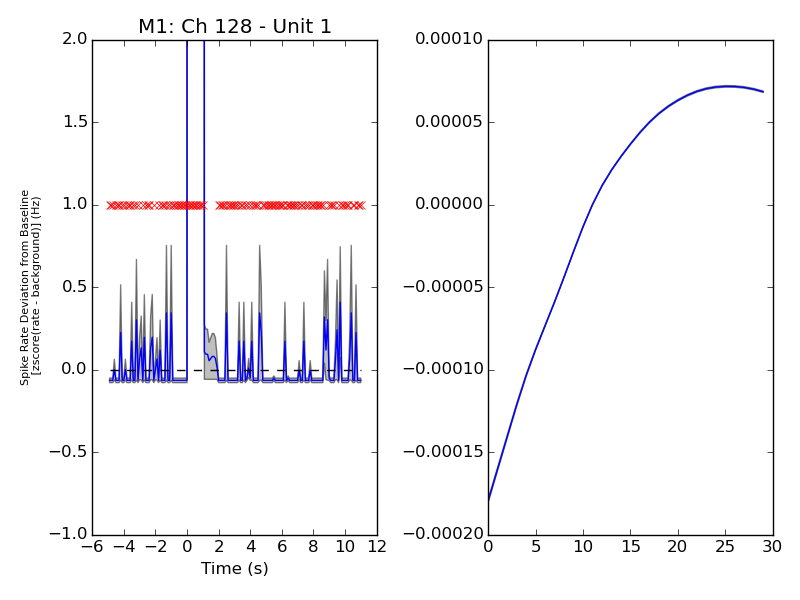 M1: Ch 128 - Unit 1
2.0
1.5
1.0
0.5
0.0
−0.5
−1.0
Spike Rate Deviation from Baseline
[zscore(rate - background)] (Hz)
−6 −4 −2 0 2 4 6 8 10 12
Time (s)
0.00010
0.00005
0.00000
−0.00005
−0.00010
−0.00015
−0.00020
0 5 10 15 20 25 30